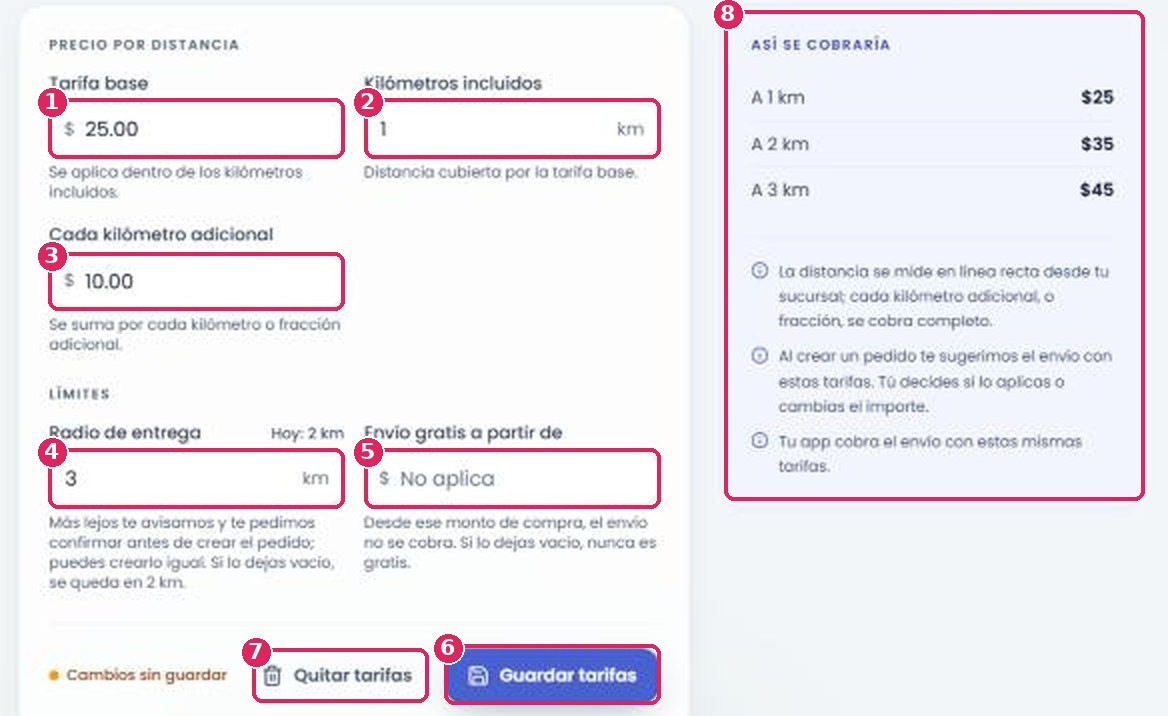 PRECIO POR DISTANCIA
Tarifa base
1
$ 25.00
Se aplica dentro de los kilómetros
incluidos.
Kilómetros incluidos
2
1 km
Distancia cubierta por la tarifa base.
Cada kilómetro adicional
3
$ 10.00
Se suma por cada kilómetro o fracción
adicional.
LÍMITES
Radio de entrega Hoy: 2 km
4
3 km
Más lejos te avisamos y te pedimos
confirmar antes de crear el pedido;
puedes crearlo igual. Si lo dejas vacío,
se queda en 2 km.
Envío gratis a partir de
5
$ No aplica
Desde ese monto de compra, el envío
no se cobra. Si lo dejas vacío, nunca es
gratis.
Cambios sin guardar
7
Quitar tarifas
6
Guardar tarifas
8
ASÍ SE COBRARÍA
A 1 km $25
A 2 km $35
A 3 km $45
La distancia se mide en línea recta desde tu
sucursal; cada kilómetro adicional, o
fracción, se cobra completo.
Al crear un pedido te sugerimos el envío con
estas tarifas. Tú decides si lo aplicas o
cambias el importe.
Tu app cobra el envío con estas mismas
tarifas.